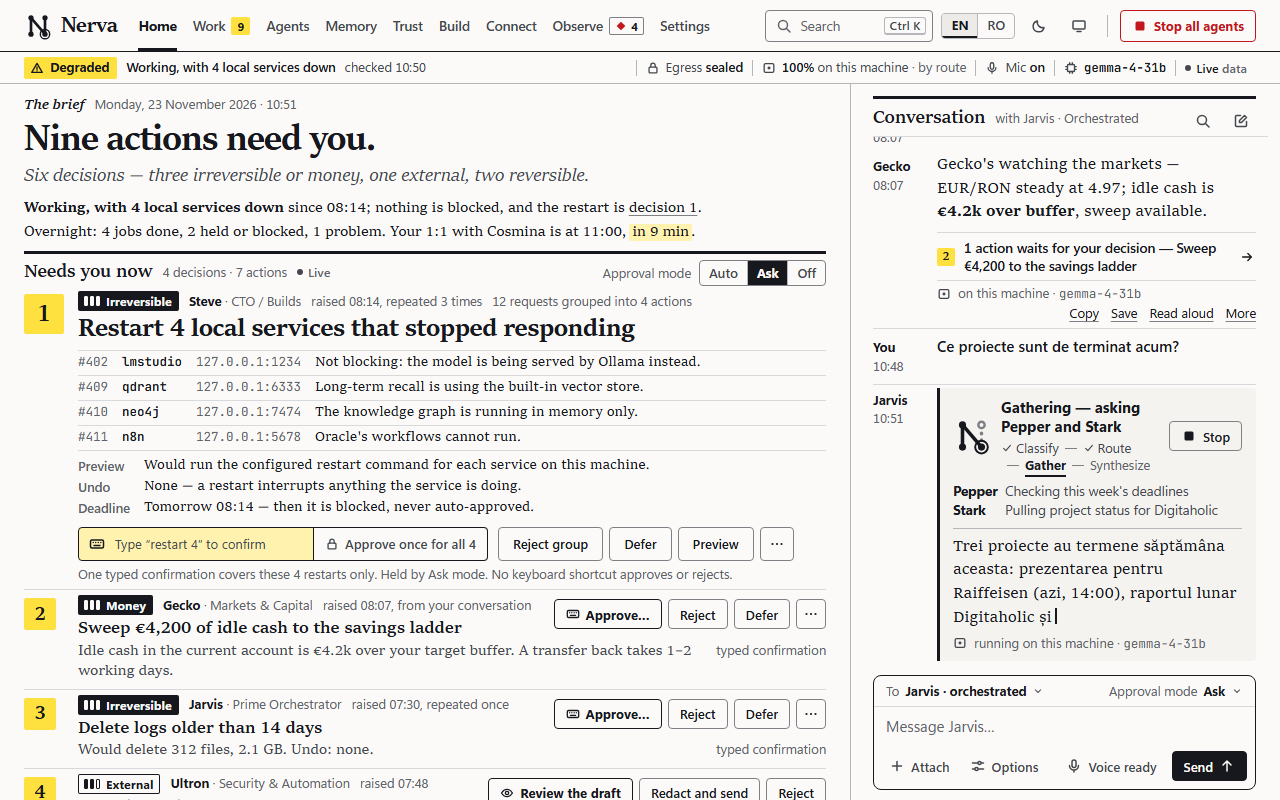 Nerva Home Work 9 Agents Memory Trust Build Connect Observe 4 Settings Search Ctrl K EN RO Stop all agents
Degraded Working, with 4 local services down checked 10:50 Egress sealed 100% on this machine · by route Mic on gemma-4-31b Live data
The brief Monday, 23 November 2026 · 10:51
Nine actions need you.
Six decisions — three irreversible or money, one external, two reversible.
Working, with 4 local services down since 08:14; nothing is blocked, and the restart is decision 1.
Overnight: 4 jobs done, 2 held or blocked, 1 problem. Your 1:1 with Cosmina is at 11:00, in 9 min.
Needs you now 4 decisions · 7 actions Live Approval mode Auto Ask Off
1 Irreversible Steve · CTO / Builds raised 08:14, repeated 3 times 12 requests grouped into 4 actions
Restart 4 local services that stopped responding
#402 lmstudio 127.0.0.1:1234 Not blocking: the model is being served by Ollama instead.
#409 qdrant 127.0.0.1:6333 Long-term recall is using the built-in vector store.
#410 neo4j 127.0.0.1:7474 The knowledge graph is running in memory only.
#411 n8n 127.0.0.1:5678 Oracle's workflows cannot run.
Preview Would run the configured restart command for each service on this machine.
Undo None — a restart interrupts anything the service is doing.
Deadline Tomorrow 08:14 — then it is blocked, never auto-approved.
Type “restart 4” to confirm Approve once for all 4 Reject group Defer Preview ...
One typed confirmation covers these 4 restarts only. Held by Ask mode. No keyboard shortcut approves or rejects.
2 Money Gecko · Markets & Capital raised 08:07, from your conversation Approve... Reject Defer ...
Sweep €4,200 of idle cash to the savings ladder
Idle cash in the current account is €4.2k over your target buffer. A transfer back takes 1–2 typed confirmation
working days.
3 Irreversible Jarvis · Prime Orchestrator raised 07:30, repeated once Approve... Reject Defer ...
Delete logs older than 14 days
Would delete 312 files, 2.1 GB. Undo: none. typed confirmation
4 External Ultron · Security & Automation raised 07:48 Review the draft Redact and send Reject
Conversation with Jarvis · Orchestrated
08:07
Gecko Gecko's watching the markets —
08:07 EUR/RON steady at 4.97; idle cash is
€4.2k over buffer, sweep available.
2 1 action waits for your decision — Sweep
€4,200 to the savings ladder
on this machine · gemma-4-31b
Copy Save Read aloud More
You Ce proiecte sunt de terminat acum?
10:48
Jarvis Gathering — asking
10:51 Pepper and Stark Stop
✓ Classify — ✓ Route
— Gather — Synthesize
Pepper Checking this week's deadlines
Stark Pulling project status for Digitaholic
Trei proiecte au termene săptămâna
aceasta: prezentarea pentru
Raiffeisen (azi, 14:00), raportul lunar
Digitaholic și
running on this machine · gemma-4-31b
To Jarvis · orchestrated Approval mode Ask
Message Jarvis...
Attach Options Voice ready Send